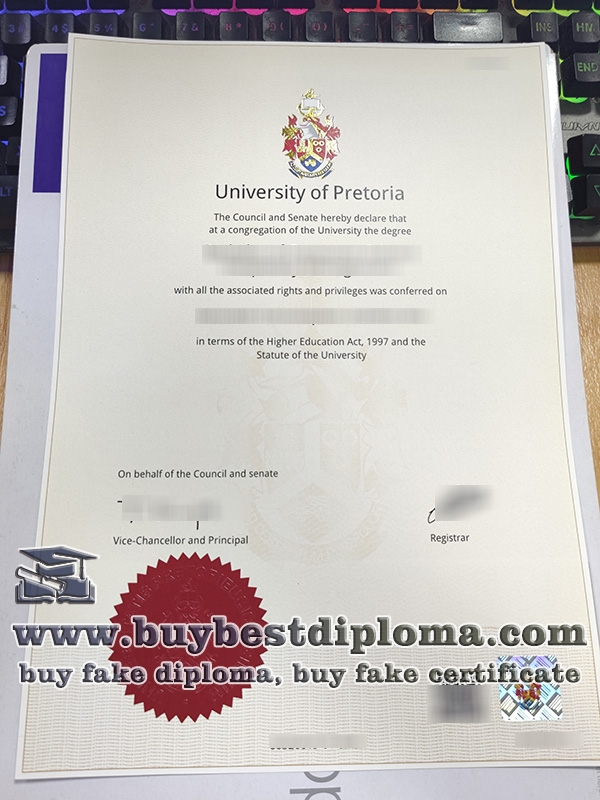 INS
HM
END
University of Pretoria
The Council and Senate hereby declare that
at a congregation of the University the degree
with all the associated rights and privileges was conferred on
in terms of the Higher Education Act, 1997 and the
Statute of the University
On behalf of the Council and senate
Vice-Chancellor and Principal
Registrar
www.buybestdiploma.com
buy fake diploma, buy fake certificate